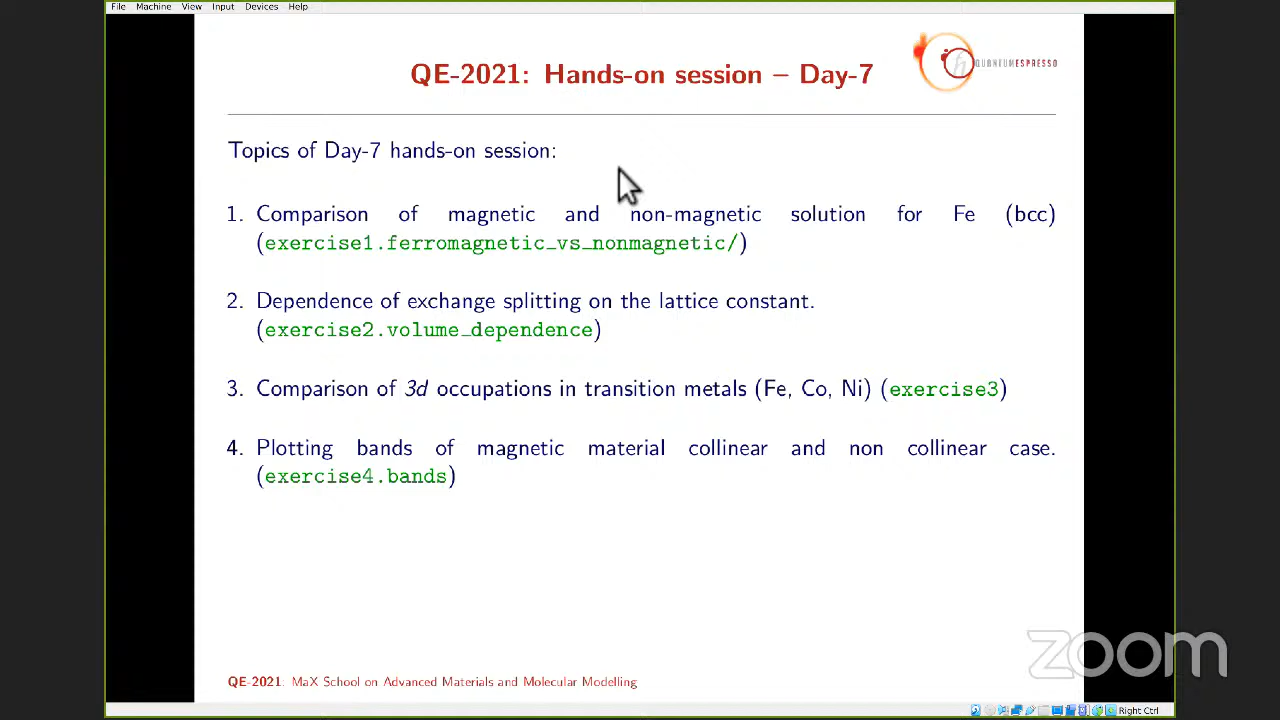 File Machine View Input Devices Help
QE-2021: Hands-on session – Day-7
QUANTUMESPRESSO
Topics of Day-7 hands-on session:
1. Comparison of magnetic and non-magnetic solution for Fe (bcc)
(exercise1.ferromagnetic_vs_nonmagnetic/)
2. Dependence of exchange splitting on the lattice constant.
(exercise2.volume_dependence)
3. Comparison of 3d occupations in transition metals (Fe, Co, Ni) (exercise3)
4. Plotting bands of magnetic material collinear and non collinear case.
(exercise4.bands)
zoom
QE-2021: MaX School on Advanced Materials and Molecular Modelling
Right Ctrl